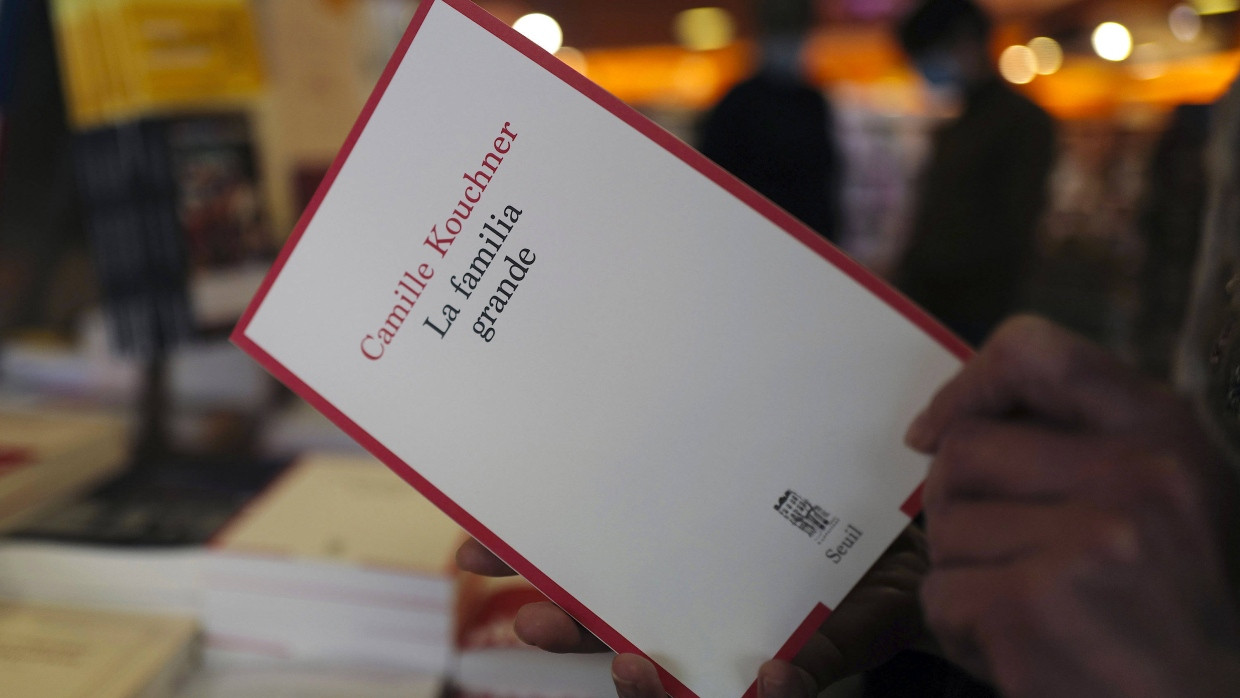 Camille Kouchner
La familia
grande
Seuil